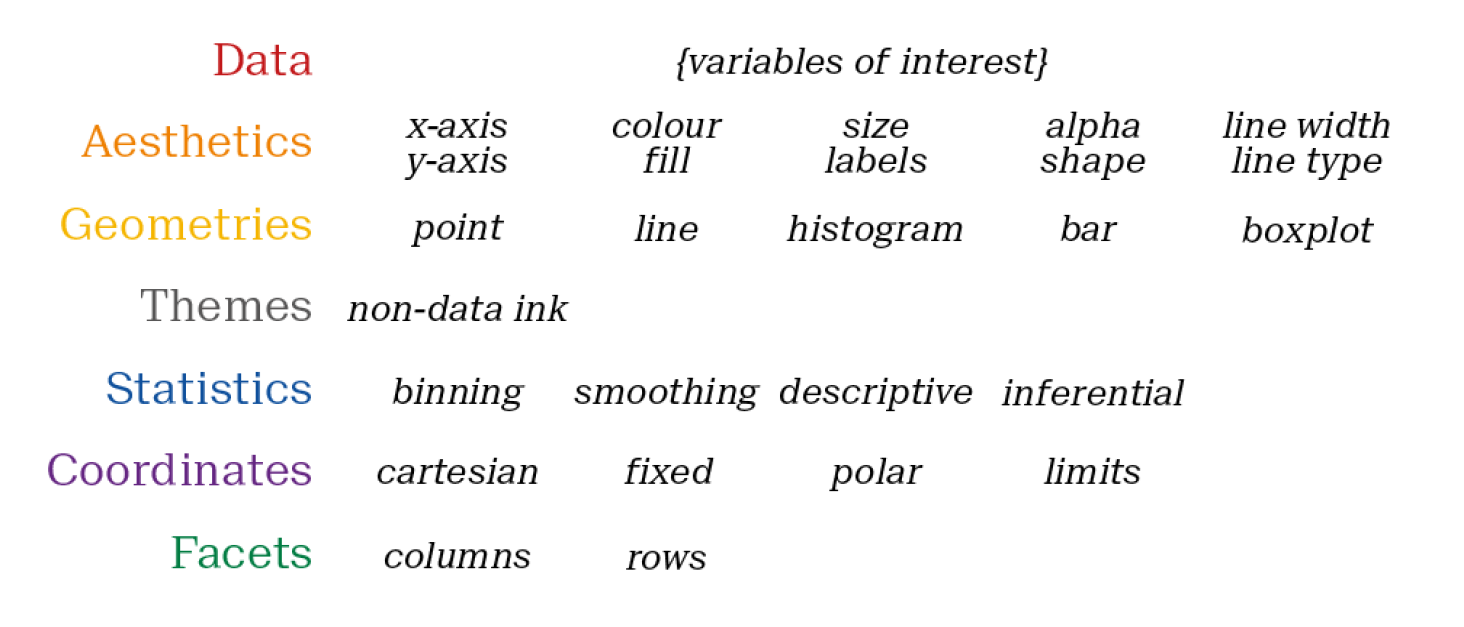 Data {variables of interest}
Aesthetics x-axis colour size alpha line width
y-axis fill labels shape line type
Geometries point line histogram bar boxplot
Themes non-data ink
Statistics binning smoothing descriptive inferential
Coordinates cartesian fixed polar limits
Facets columns rows